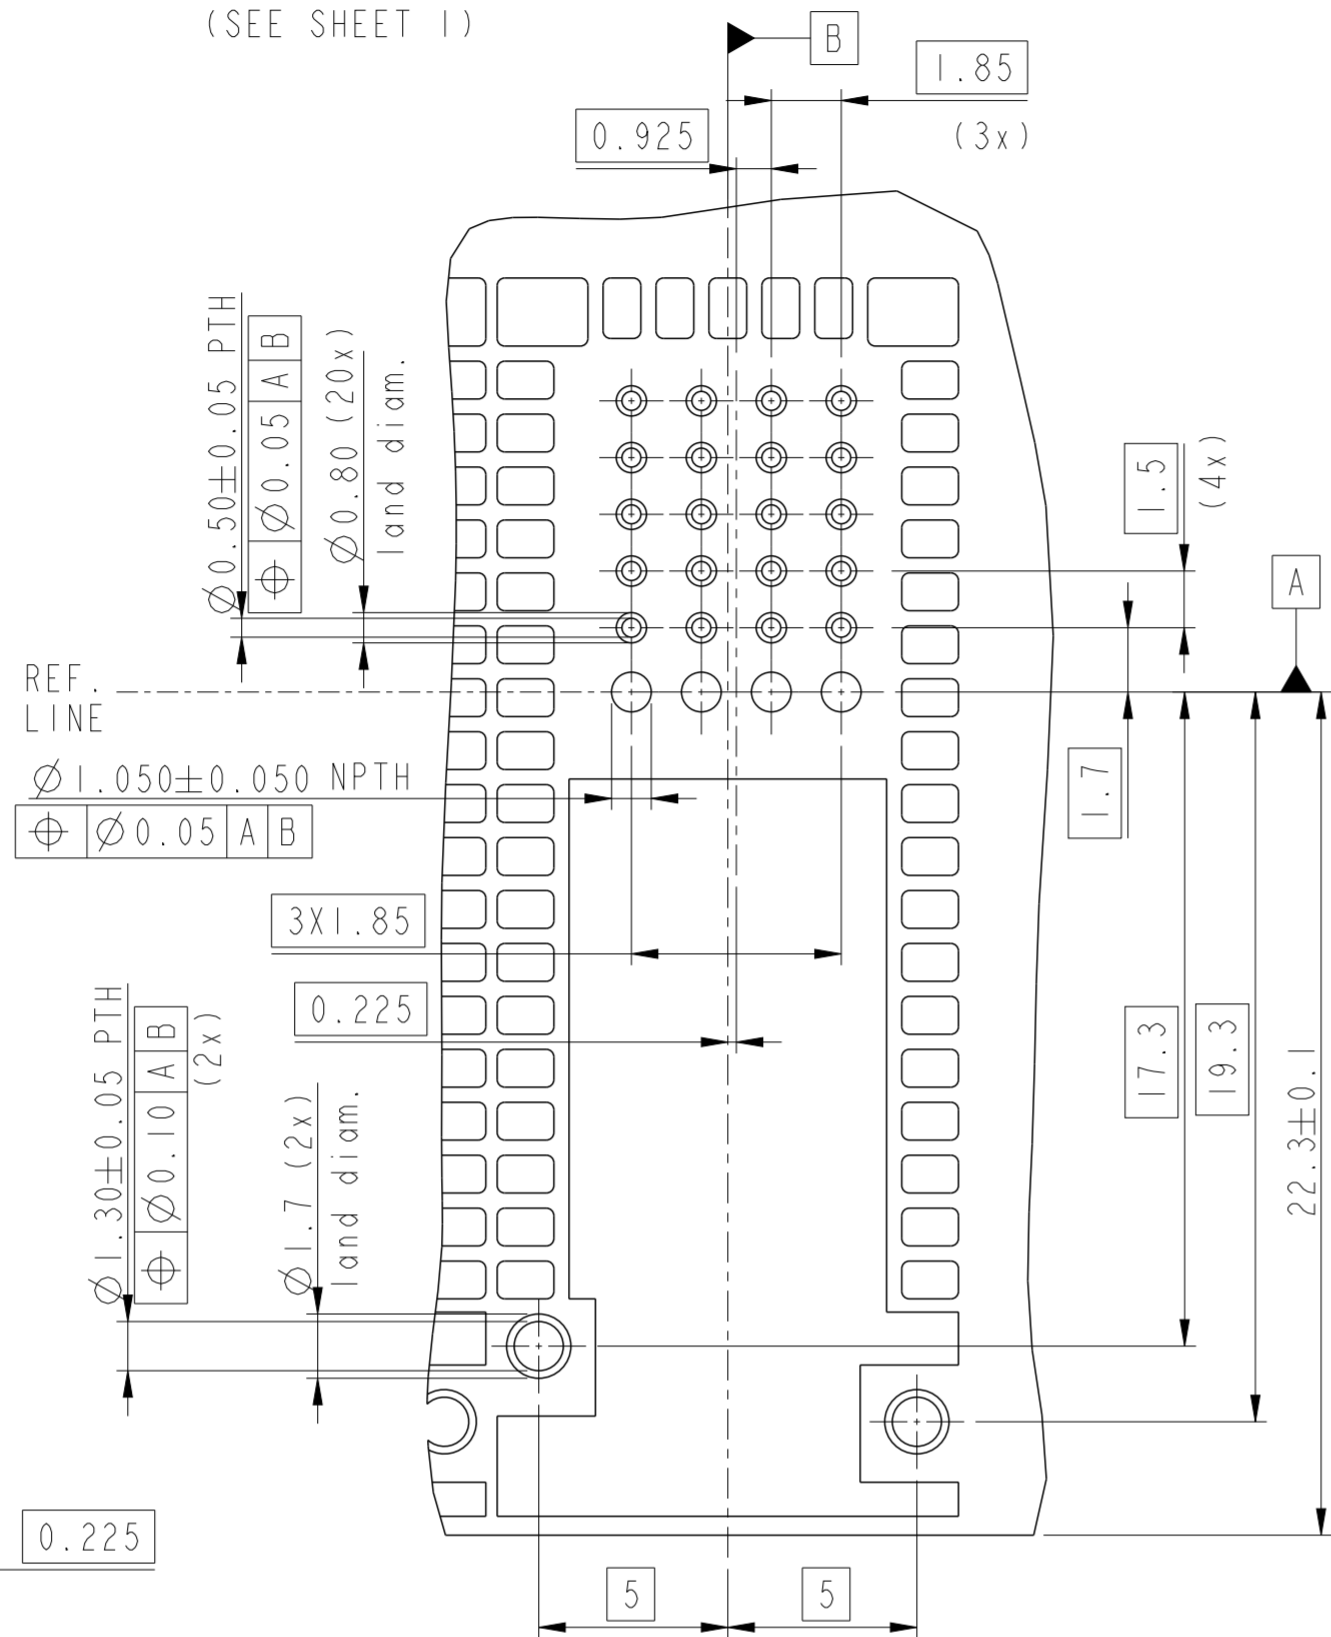 (SEE SHEET 1)
B
1.85
(3x)
0.925
Ø0.50±0.05 PTH
⌖ Ø0.05 A B
Ø0.80 (20x)
land diam.
1.5
(4x)
A
REF.
LINE
1.7
Ø1.050±0.050 NPTH
⌖ Ø0.05 A B
3X1.85
0.225
Ø1.30±0.05 PTH
⌖ Ø0.10 A B
(2x)
Ø1.7 (2x)
land diam.
17.3
19.3
22.3±0.1
0.225
5
5